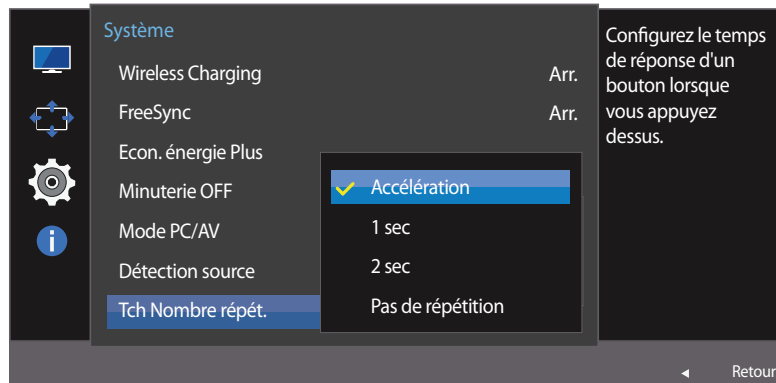 Système
Wireless Charging Arr.
FreeSync Arr.
Econ. énergie Plus
Minuterie OFF
Mode PC/AV
Détection source
Tch Nombre répét.
Accélération
1 sec
2 sec
Pas de répétition
Configurez le temps
de réponse d'un
bouton lorsque
vous appuyez
dessus.
Retour